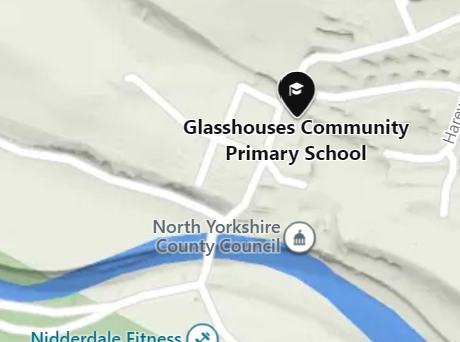 Glasshouses Community
Primary School
North Yorkshire
County Council
Nidderdale Fitness